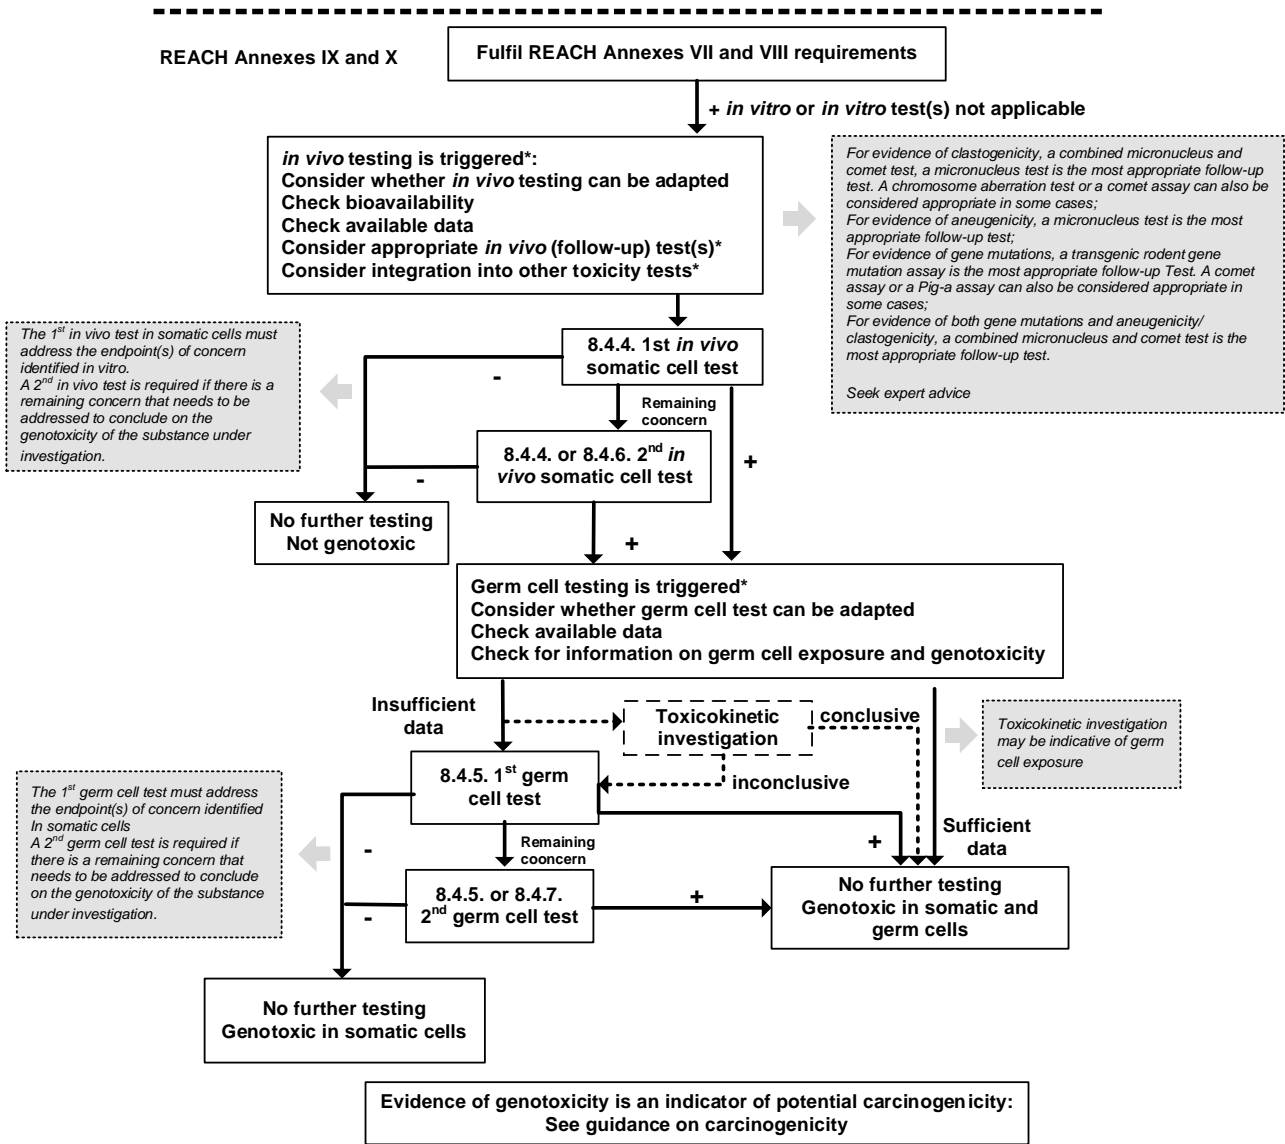 REACH Annexes IX and X
Fulfil REACH Annexes VII and VIII requirements
+ in vitro or in vitro test(s) not applicable
in vivo testing is triggered*:
Consider whether in vivo testing can be adapted
Check bioavailability
Check available data
Consider appropriate in vivo (follow-up) test(s)*
Consider integration into other toxicity tests*
For evidence of clastogenicity, a combined micronucleus and
comet test, a micronucleus test is the most appropriate follow-up
test. A chromosome aberration test or a comet assay can also be
considered appropriate in some cases;
For evidence of aneugenicity, a micronucleus test is the most
appropriate follow-up test;
For evidence of gene mutations, a transgenic rodent gene
mutation assay is the most appropriate follow-up Test. A comet
assay or a Pig-a assay can also be considered appropriate in
some cases;
For evidence of both gene mutations and aneugenicity/
clastogenicity, a combined micronucleus and comet test is the
most appropriate follow-up test.
Seek expert advice
The 1st in vivo test in somatic cells must
address the endpoint(s) of concern
identified in vitro.
A 2nd in vivo test is required if there is a
remaining concern that needs to be
addressed to conclude on the
genotoxicity of the substance under
investigation.
8.4.4. 1st in vivo
somatic cell test
-
Remaining
cooncern
+
8.4.4. or 8.4.6. 2nd in
vivo somatic cell test
-
No further testing
Not genotoxic
+
Germ cell testing is triggered*
Consider whether germ cell test can be adapted
Check available data
Check for information on germ cell exposure and genotoxicity
Insufficient
data
Toxicokinetic
investigation
conclusive
inconclusive
Toxicokinetic investigation
may be indicative of germ
cell exposure
8.4.5. 1st germ
cell test
The 1st germ cell test must address
the endpoint(s) of concern identified
In somatic cells
A 2nd germ cell test is required if
there is a remaining concern that
needs to be addressed to conclude
on the genotoxicity of the substance
under investigation.
-
Remaining
cooncern
+
Sufficient
data
8.4.5. or 8.4.7.
2nd germ cell test
-
+
No further testing
Genotoxic in somatic and
germ cells
No further testing
Genotoxic in somatic cells
Evidence of genotoxicity is an indicator of potential carcinogenicity:
See guidance on carcinogenicity